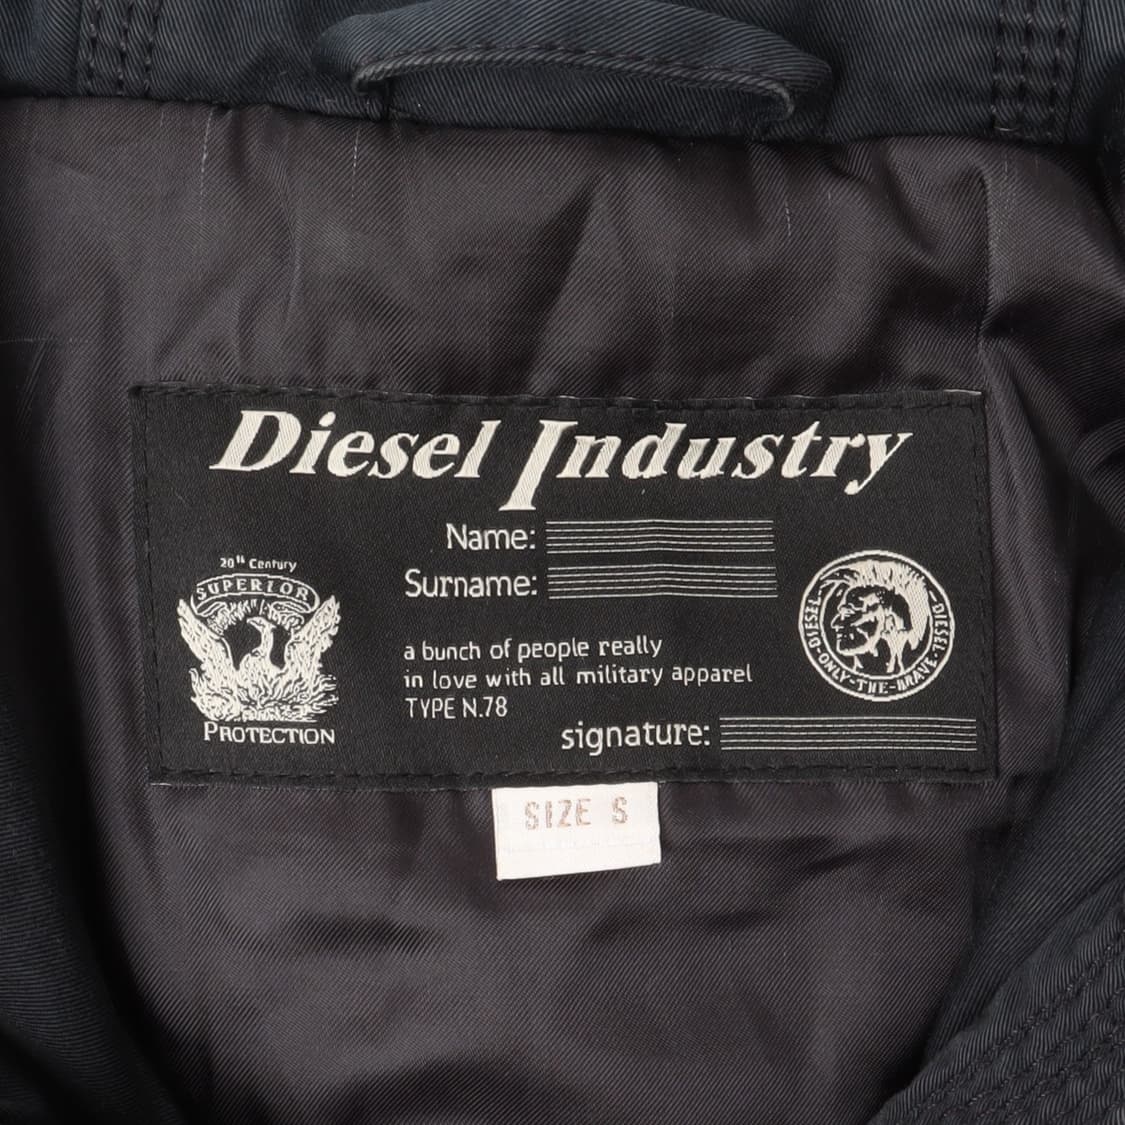 Diesel Industry
Name:
Surname:
20th Century
SUPERIOR
PROTECTION
a bunch of people really
in love with all military apparel
TYPE N.78
signature:
DIESEL·ONLY·THE·BRAVE·DIESEL
SIZE S